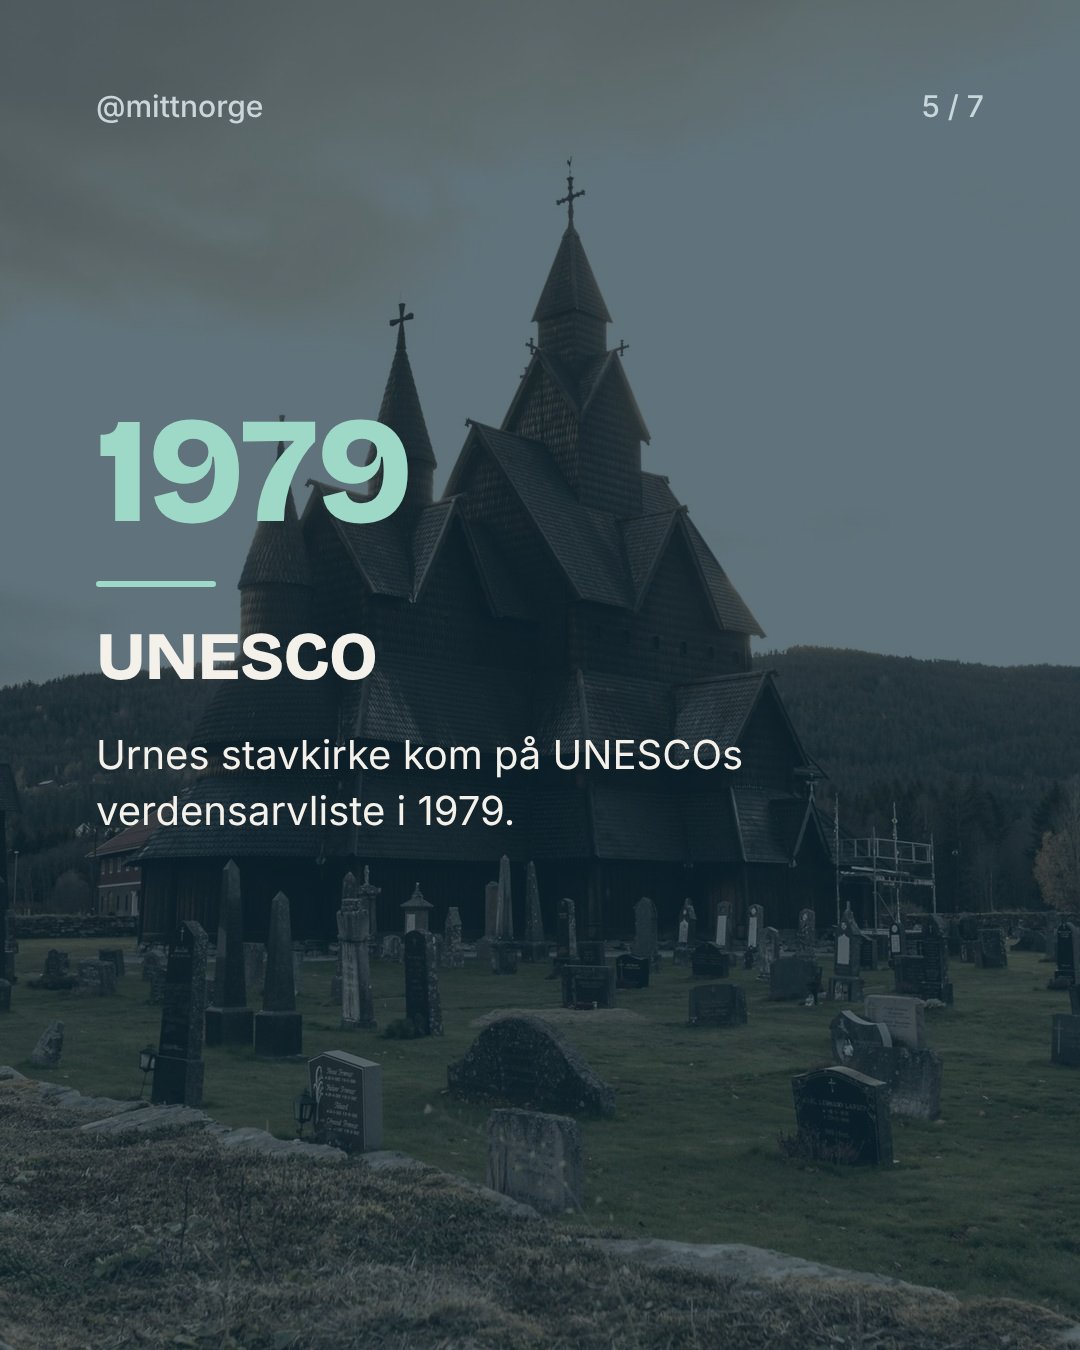 @mittnorge
5 / 7
1979
UNESCO
Urnes stavkirke kom på UNESCOs
verdensarvliste i 1979.